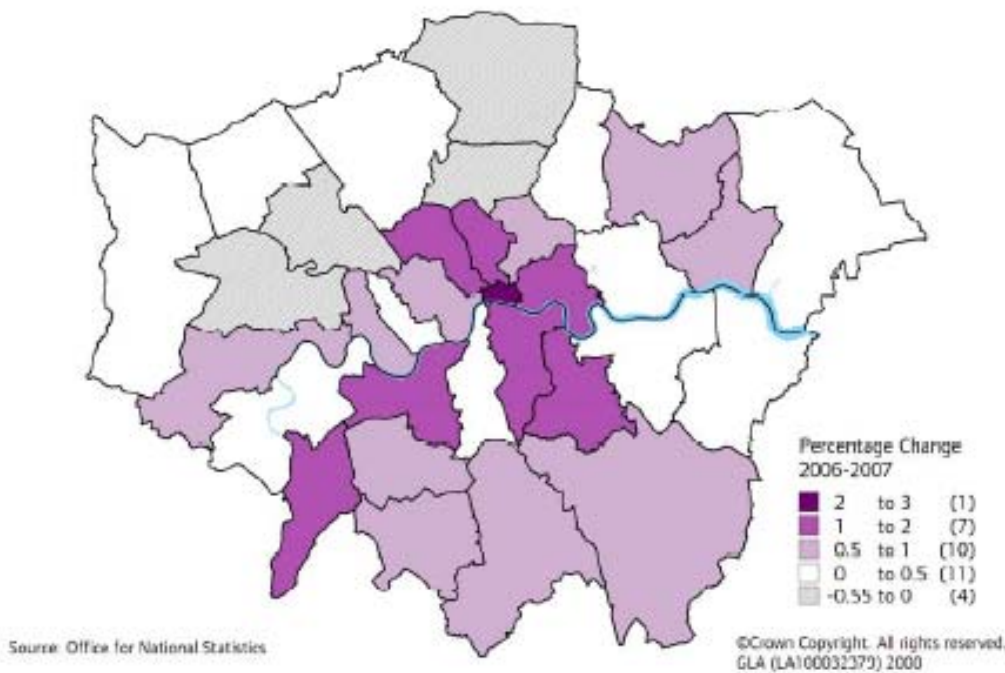 Percentage Change
2006-2007
2 to 3 (1)
1 to 2 (7)
0.5 to 1 (10)
0 to 0.5 (11)
-0.55 to 0 (4)
Source: Office for National Statistics
©Crown Copyright. All rights reserved.
GLA (LA100032379) 2000